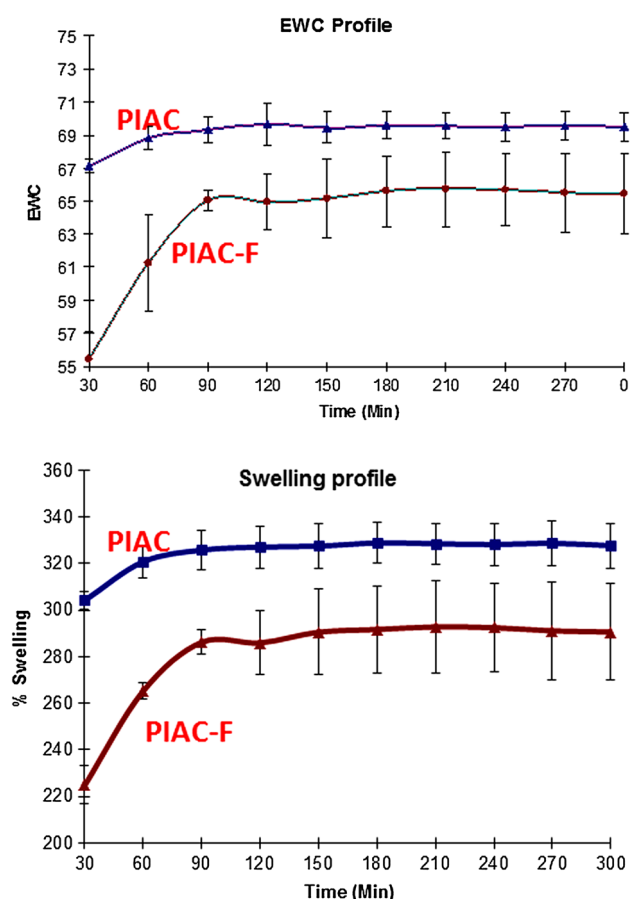 EWC Profile
75
73
71
69
67
65
63
61
59
57
55
EWC
PIAC
PIAC-F
30 60 90 120 150 180 210 240 270 0
Time (Min)
Swelling profile
360
340
320
300
280
260
240
220
200
% Swelling
PIAC
PIAC-F
30 60 90 120 150 180 210 240 270 300
Time (Min)